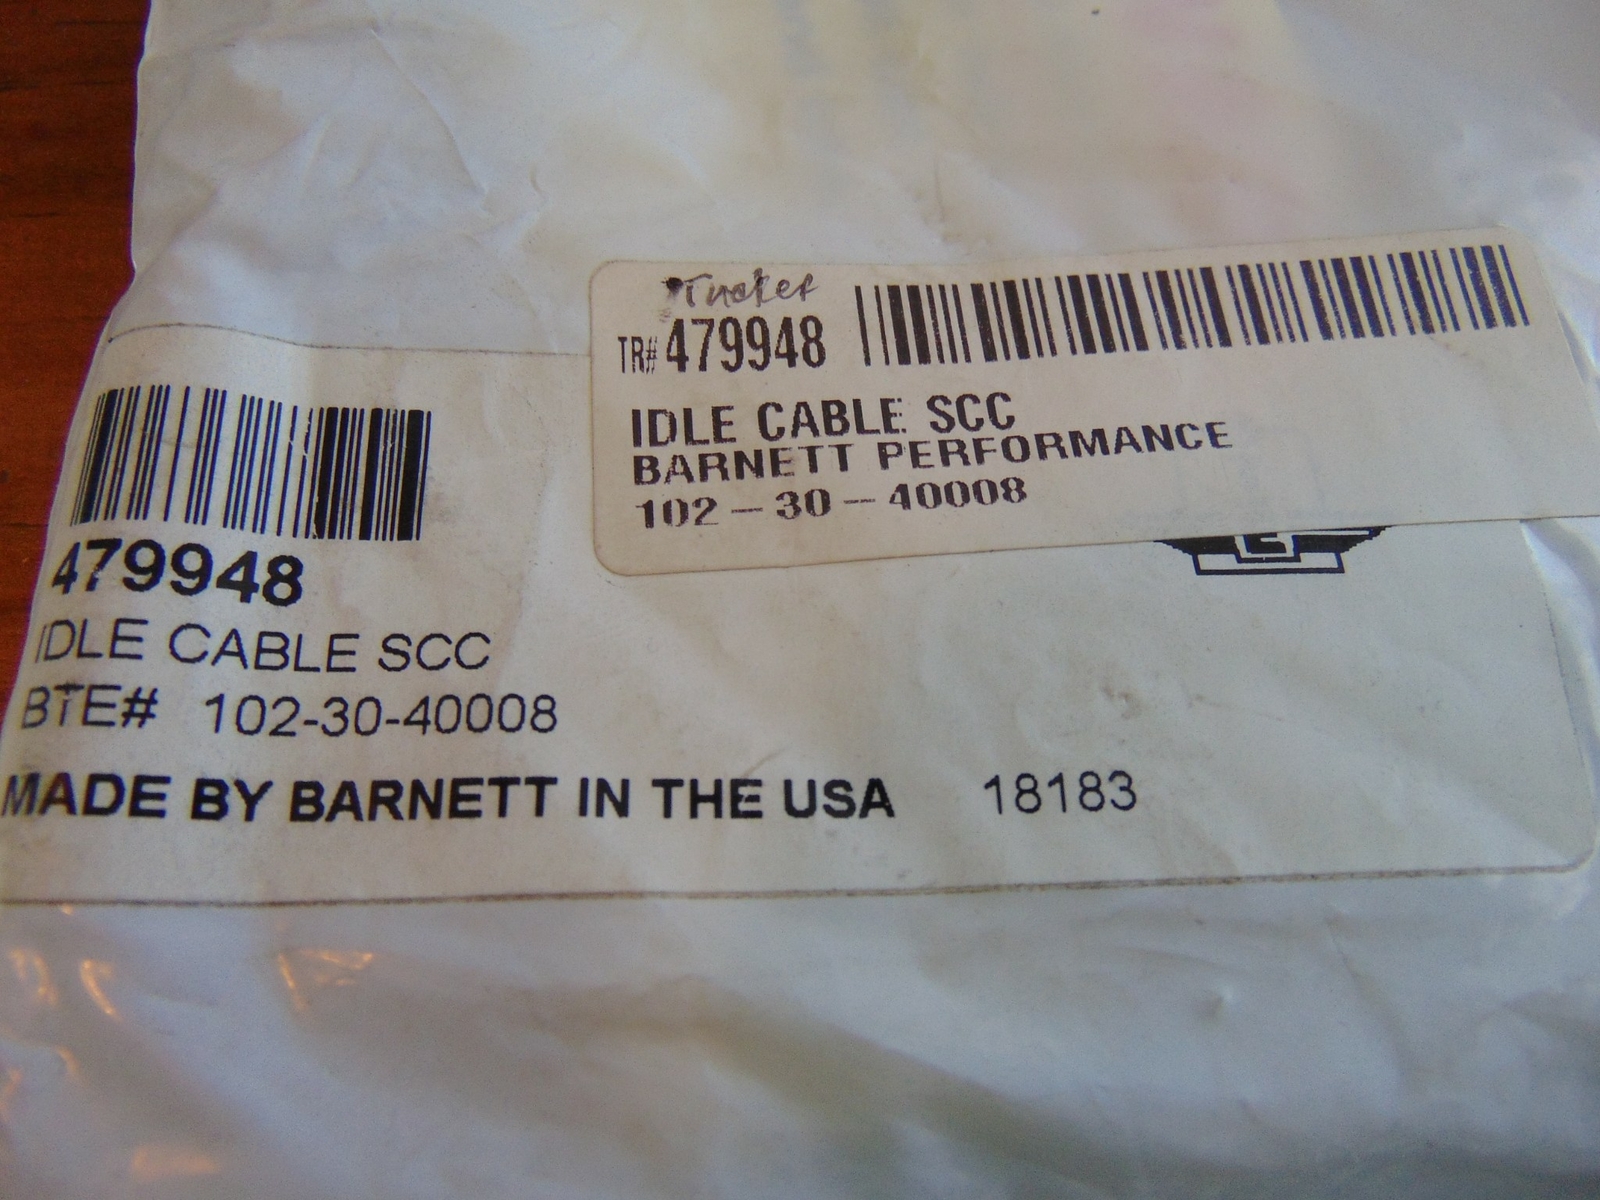 Tucker
TR# 479948
IDLE CABLE SCC
BARNETT PERFORMANCE
102-30-40008
479948
IDLE CABLE SCC
BTE# 102-30-40008
MADE BY BARNETT IN THE USA 18183